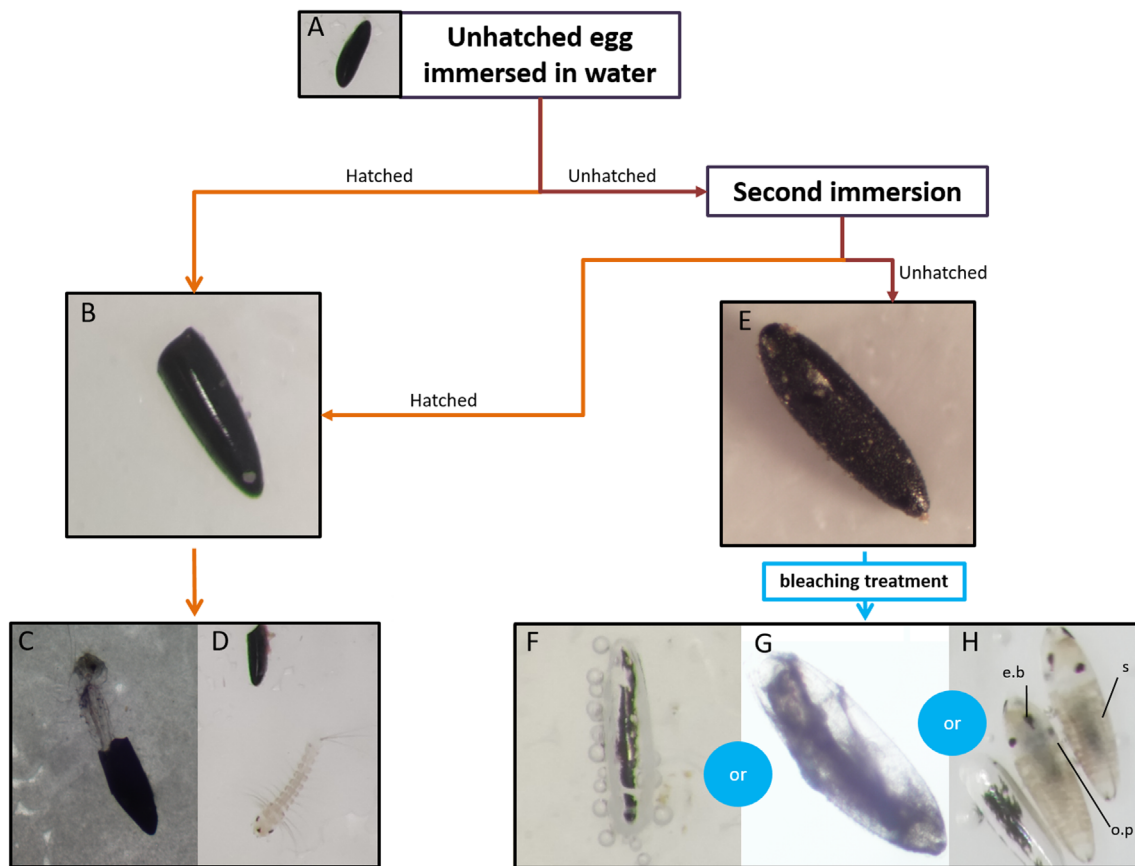 A
Unhatched egg
immersed in water
Hatched
Unhatched
Second immersion
Unhatched
B
E
Hatched
bleaching treatment
C
D
F
G
H
e.b
s
or
or
o.p